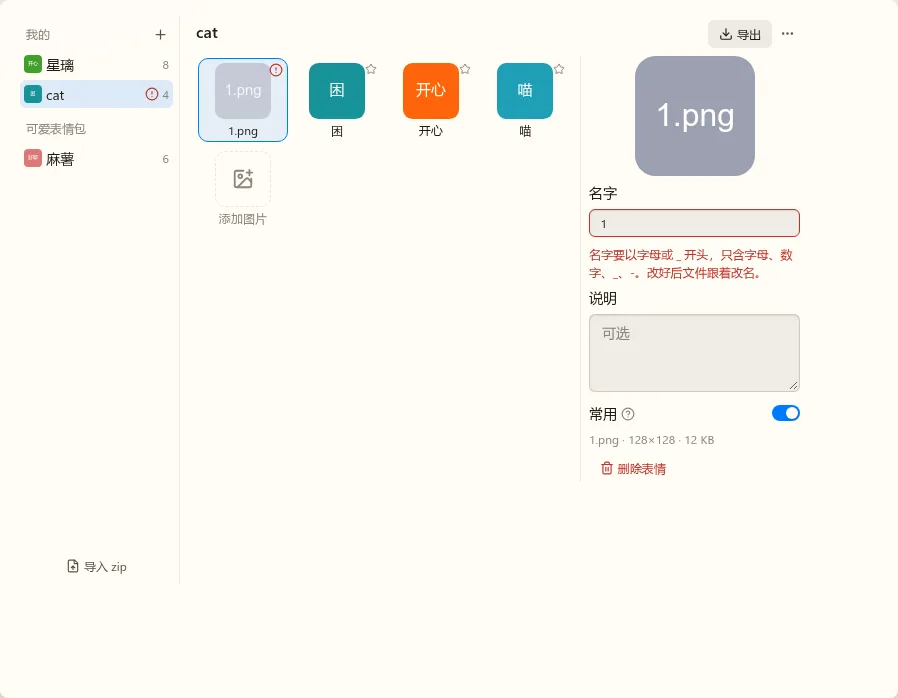 我的
开心 星璃 8
困 cat 4
可爱表情包
麻薯 6
导入 zip
cat
导出
1.png 困 开心 喵
1.png 困 开心 喵
添加图片
1.png
名字
1
名字要以字母或 _ 开头，只含字母、数
字、_、-。改好后文件跟着改名。
说明
可选
常用
1.png · 128×128 · 12 KB
删除表情